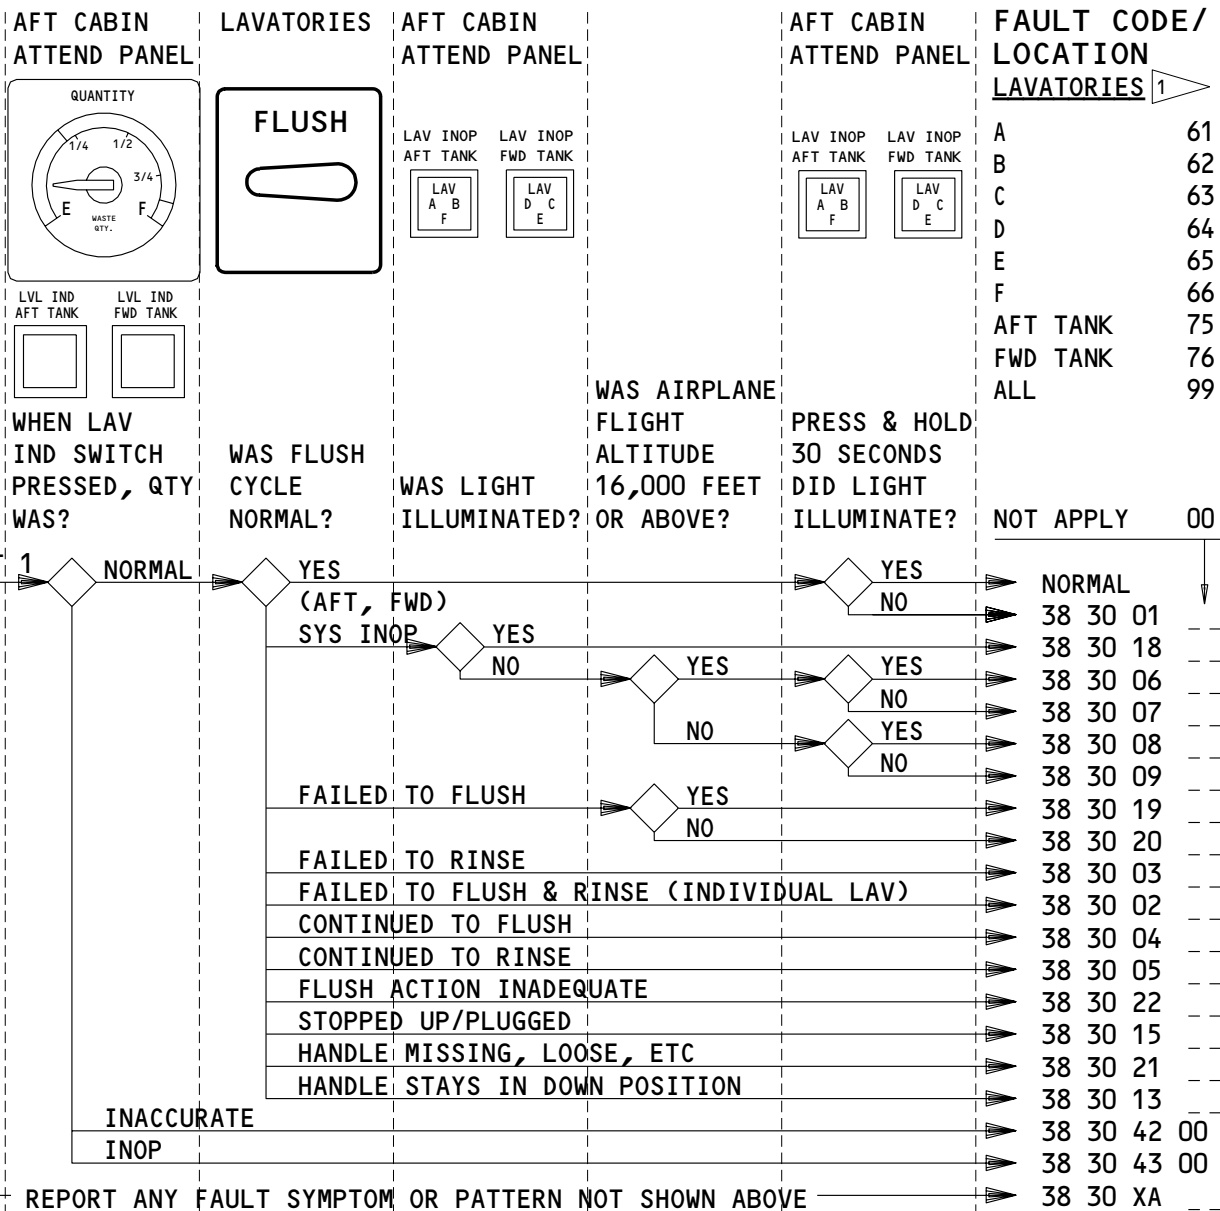 AFT CABIN
ATTEND PANEL
QUANTITY
1/4
1/2
3/4
E
F
WASTE
QTY.
LVL IND
AFT TANK
LVL IND
FWD TANK
WHEN LAV
IND SWITCH
PRESSED, QTY
WAS?
LAVATORIES
FLUSH
WAS FLUSH
CYCLE
NORMAL?
AFT CABIN
ATTEND PANEL
LAV INOP
AFT TANK
LAV
A B
F
LAV INOP
FWD TANK
LAV
D C
E
WAS LIGHT
ILLUMINATED?
WAS AIRPLANE
FLIGHT
ALTITUDE
16,000 FEET
OR ABOVE?
AFT CABIN
ATTEND PANEL
LAV INOP
AFT TANK
LAV
A B
F
LAV INOP
FWD TANK
LAV
D C
E
PRESS & HOLD
30 SECONDS
DID LIGHT
ILLUMINATE?
FAULT CODE/
LOCATION
LAVATORIES 1
A 61
B 62
C 63
D 64
E 65
F 66
AFT TANK 75
FWD TANK 76
ALL 99
NOT APPLY 00
1 NORMAL YES YES NORMAL
(AFT, FWD) NO 38 30 01 _ _
SYS INOP YES 38 30 18 _ _
NO YES YES 38 30 06 _ _
NO 38 30 07 _ _
NO YES 38 30 08 _ _
NO 38 30 09 _ _
FAILED TO FLUSH YES 38 30 19 _ _
NO 38 30 20 _ _
FAILED TO RINSE 38 30 03 _ _
FAILED TO FLUSH & RINSE (INDIVIDUAL LAV) 38 30 02 _ _
CONTINUED TO FLUSH 38 30 04 _ _
CONTINUED TO RINSE 38 30 05 _ _
FLUSH ACTION INADEQUATE 38 30 22 _ _
STOPPED UP/PLUGGED 38 30 15 _ _
HANDLE MISSING, LOOSE, ETC 38 30 21 _ _
HANDLE STAYS IN DOWN POSITION 38 30 13 _ _
INACCURATE 38 30 42 00
INOP 38 30 43 00
REPORT ANY FAULT SYMPTOM OR PATTERN NOT SHOWN ABOVE 38 30 XA _ _